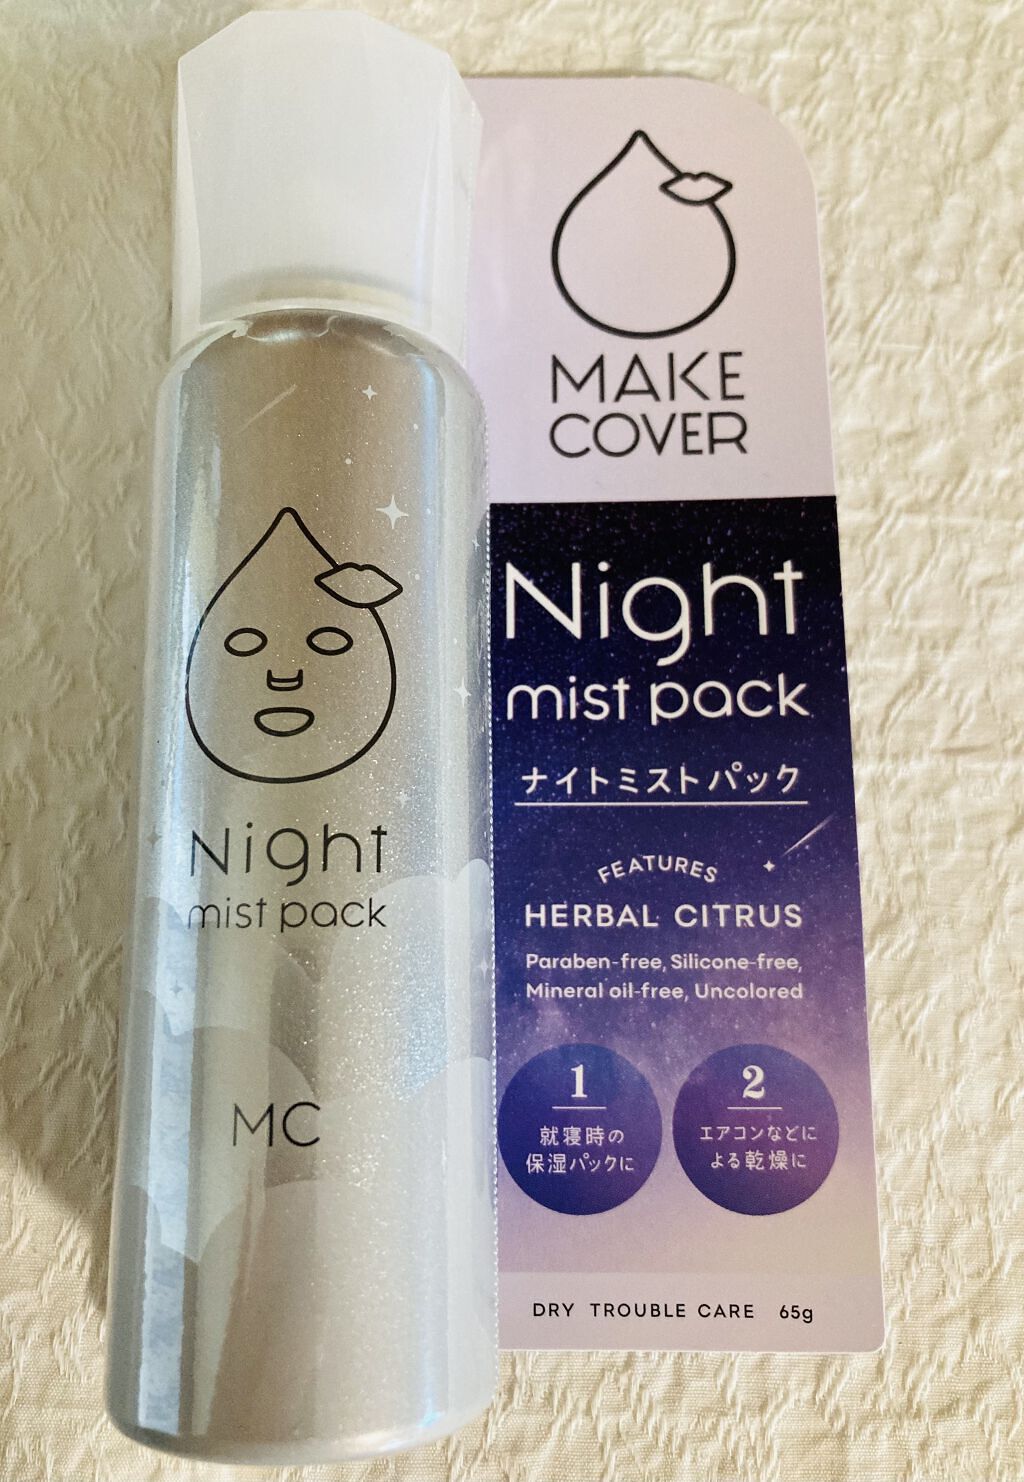 Night
mist pack
MC
MAKE
COVER
Night
mist pack
ナイトミストパック
FEATURES
HERBAL CITRUS
Paraben-free, Silicone-free,
Mineral oil-free, Uncolored
1
就寝時の
保湿パックに
2
エアコンなどに
よる乾燥に
DRY TROUBLE CARE 65g